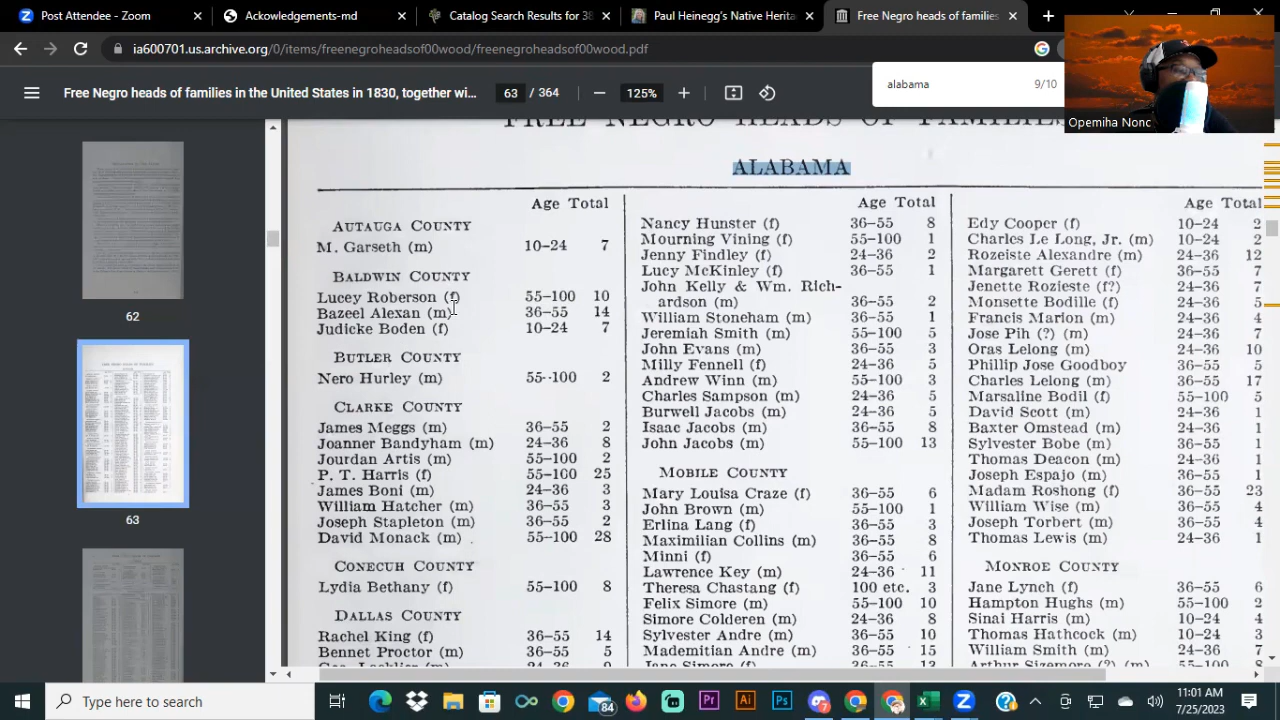 Post Attendee - Zoom
Acknowledgements-md
Catalog Search Results for 38
Paul Heinegg's Native Herita
Free Negro heads of families
ia600701.us.archive.org/0/items/freenegroheadsof00wood/freenegroheadsof00wood.pdf
alabama 9/10
Free Negro heads of families in the United States in 1830, together wi...
63 / 364
125%
Opemiha Nonc
62
63
FREE NEGRO HEADS OF FAMILIES
ALABAMA
Age Total
AUTAUGA COUNTY
M. Garseth (m) 10–24 7
BALDWIN COUNTY
Lucey Roberson (f) 55–100 10
Bazeel Alexan (m) 36–55 14
Judicke Boden (f) 10–24 7
BUTLER COUNTY
Nero Hurley (m) 55–100 2
CLARKE COUNTY
James Meggs (m) 36–55 2
Joanner Bandyham (m) 24–36 8
Jourdan Artis (m) 55–100 2
P. T. Harris (f) 55–100 25
James Boni (m) 24–36 3
William Hatcher (m) 36–55 3
Joseph Stapleton (m) 36–55 2
David Monack (m) 55–100 28
CONECUH COUNTY
Lydia Bethany (f) 55–100 8
DALLAS COUNTY
Rachel King (f) 36–55 14
Bennet Proctor (m) 36–55 5
Age Total
Nancy Hunster (f) 36–55 8
Mourning Vining (f) 55–100 1
Jenny Findley (f) 24–36 2
Lucy McKinley (f) 36–55 1
John Kelly & Wm. Rich-
ardson (m) 36–55 2
William Stoneham (m) 36–55 1
Jeremiah Smith (m) 55–100 5
John Evans (m) 36–55 3
Milly Fennell (f) 24–36 5
Andrew Winn (m) 55–100 3
Charles Sampson (m) 24–36 5
Burwell Jacobs (m) 24–36 5
Isaac Jacobs (m) 36–55 8
John Jacobs (m) 55–100 13
MOBILE COUNTY
Mary Louisa Craze (f) 36–55 6
John Brown (m) 55–100 1
Erlina Lang (f) 36–55 3
Maximilian Collins (m) 36–55 8
Minni (f) 36–55 6
Lawrence Key (m) 24–36 11
Theresa Chastang (f) 100 etc. 3
Felix Simore (m) 55–100 10
Simore Colderen (m) 24–36 8
Sylvester Andre (m) 36–55 10
Mademitian Andre (m) 36–55 15
Jane Simore (f) 36–55 13
Age Total
Edy Cooper (f) 10–24 2
Charles Le Long, Jr. (m) 10–24 2
Rozeiste Alexandre (m) 24–36 12
Margarett Gerett (f) 36–55 7
Jenette Rozieste (f?) 24–36 7
Monsette Bodille (f) 24–36 5
Francis Marion (m) 24–36 4
Jose Pih (?) (m) 24–36 7
Oras Lelong (m) 24–36 10
Phillip Jose Goodboy 36–55 5
Charles Lelong (m) 36–55 17
Marsaline Bodil (f) 55–100 5
David Scott (m) 24–36 1
Baxter Omstead (m) 24–36 1
Sylvester Bobe (m) 36–55 1
Thomas Deacon (m) 24–36 1
Joseph Espajo (m) 36–55 1
Madam Roshong (f) 36–55 23
William Wise (m) 36–55 4
Joseph Torbert (m) 36–55 4
Thomas Lewis (m) 24–36 1
MONROE COUNTY
Jane Lynch (f) 36–55 6
Hampton Hughs (m) 55–100 2
Sinai Harris (m) 10–24 4
Thomas Hathcock (m) 10–24 3
William Smith (m) 24–36 7
Arthur Sizemore (?) (m) 55–100 8
Type here to search
84
11:01 AM
7/25/2023